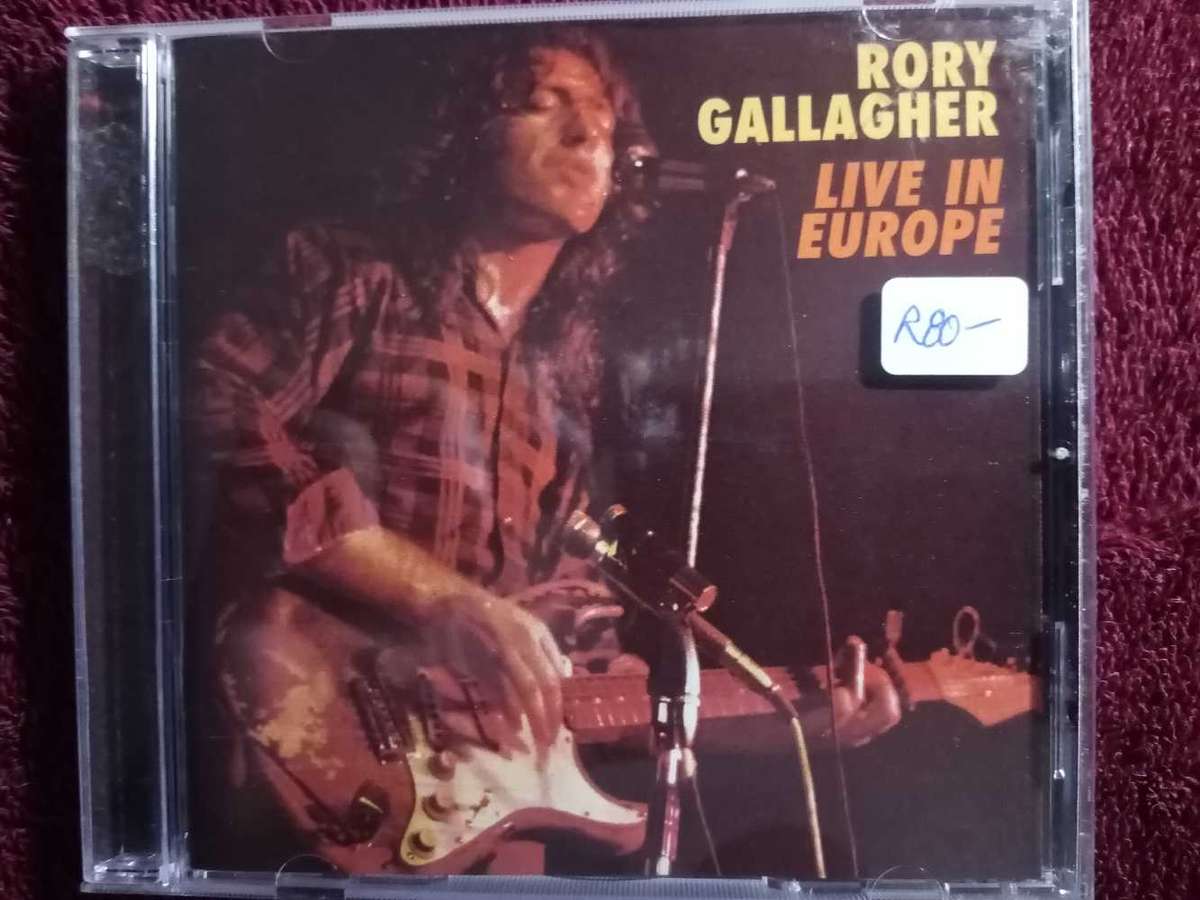 RORY
GALLAGHER
LIVE IN
EUROPE
R80-